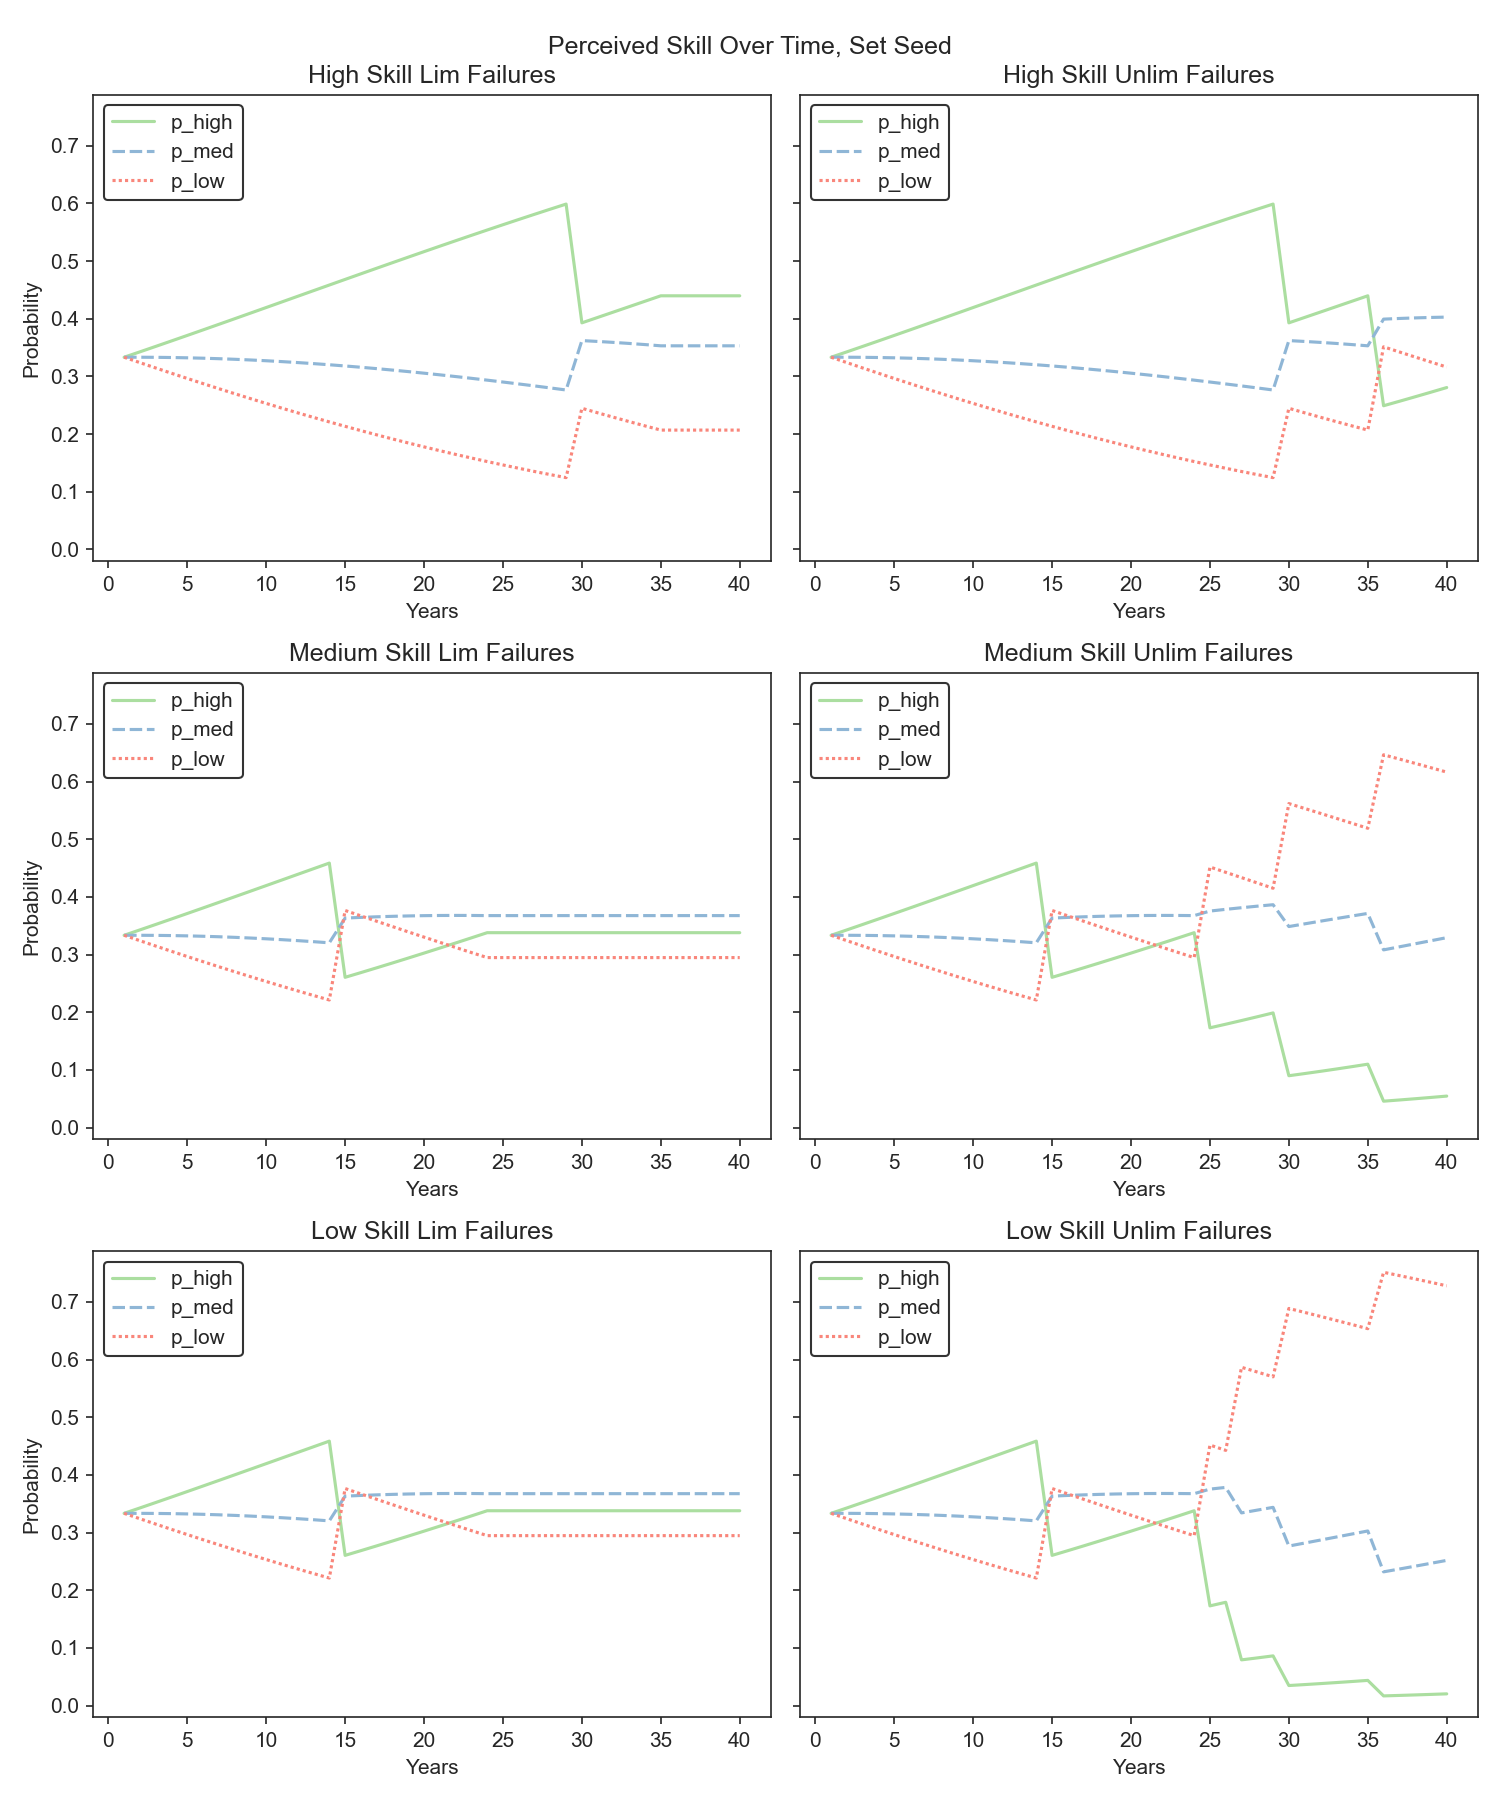 Perceived Skill Over Time, Set Seed
High Skill Lim Failures
p_high
p_med
p_low
Probability
0.7
0.6
0.5
0.4
0.3
0.2
0.1
0.0
0 5 10 15 20 25 30 35 40
Years
High Skill Unlim Failures
p_high
p_med
p_low
0 5 10 15 20 25 30 35 40
Years
Medium Skill Lim Failures
p_high
p_med
p_low
Probability
0.7
0.6
0.5
0.4
0.3
0.2
0.1
0.0
0 5 10 15 20 25 30 35 40
Years
Medium Skill Unlim Failures
p_high
p_med
p_low
0 5 10 15 20 25 30 35 40
Years
Low Skill Lim Failures
p_high
p_med
p_low
Probability
0.7
0.6
0.5
0.4
0.3
0.2
0.1
0.0
0 5 10 15 20 25 30 35 40
Years
Low Skill Unlim Failures
p_high
p_med
p_low
0 5 10 15 20 25 30 35 40
Years